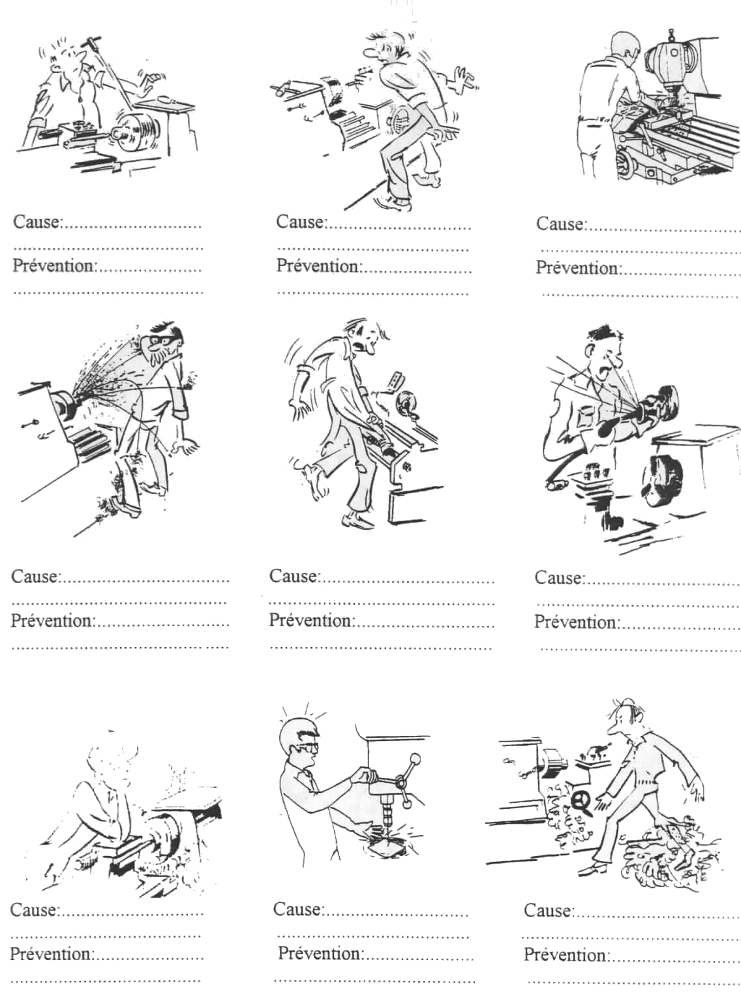 Cause:............................
.......................................
Prévention:.....................
.......................................
Cause:.............................
.......................................
Prévention:......................
.......................................
Cause:...............................
.........................................
Prévention:........................
.........................................
Cause:..................................
............................................
Prévention:...........................
....................................... .....
Cause:...................................
..............................................
Prévention:............................
.............................................
Cause:...............................
.........................................
Prévention:........................
.........................................
Cause:.............................
.......................................
Prévention:......................
.......................................
Cause:.............................
.......................................
Prévention:......................
.........................................
Cause:.................................
............................................
Prévention:..........................
...........................................